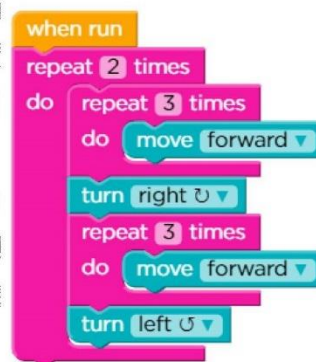 when run
repeat 2 times
do repeat 3 times
do move forward
turn right
repeat 3 times
do move forward
turn left